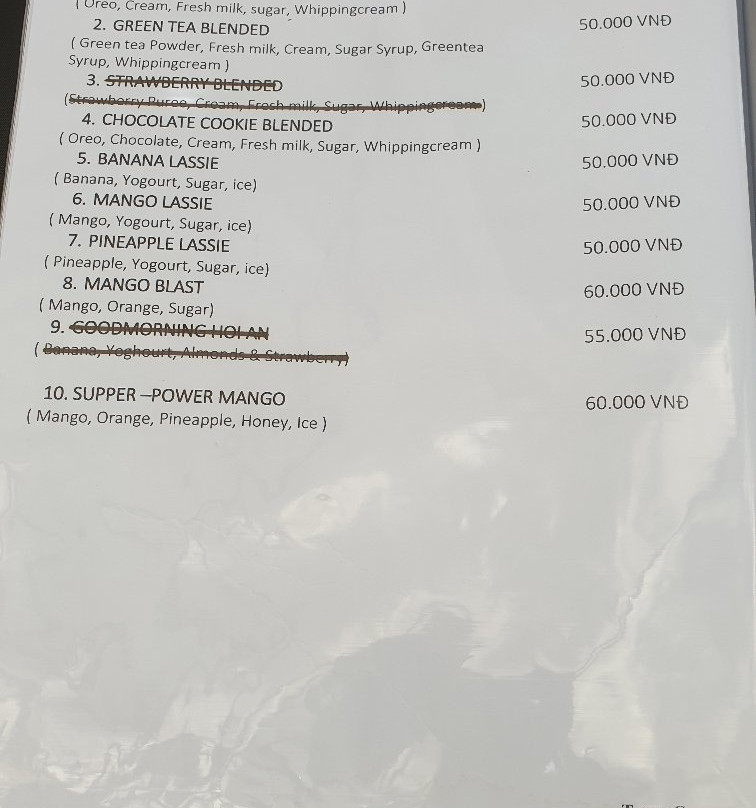 ( Oreo, Cream, Fresh milk, sugar, Whippingcream )
2. GREEN TEA BLENDED 50.000 VNĐ
( Green tea Powder, Fresh milk, Cream, Sugar Syrup, Greentea
Syrup, Whippingcream )
3. STRAWBERRY BLENDED 50.000 VNĐ
(Strawberry Puree, Cream, Fresh milk, Sugar, Whippingcream)
4. CHOCOLATE COOKIE BLENDED 50.000 VNĐ
( Oreo, Chocolate, Cream, Fresh milk, Sugar, Whippingcream )
5. BANANA LASSIE 50.000 VNĐ
( Banana, Yogourt, Sugar, ice)
6. MANGO LASSIE 50.000 VNĐ
( Mango, Yogourt, Sugar, ice)
7. PINEAPPLE LASSIE 50.000 VNĐ
( Pineapple, Yogourt, Sugar, ice)
8. MANGO BLAST 60.000 VNĐ
( Mango, Orange, Sugar)
9. GOODMORNING HOI AN 55.000 VNĐ
( Banana, Yoghourt, Almonds & Strawberry)
10. SUPPER –POWER MANGO 60.000 VNĐ
( Mango, Orange, Pineapple, Honey, Ice )